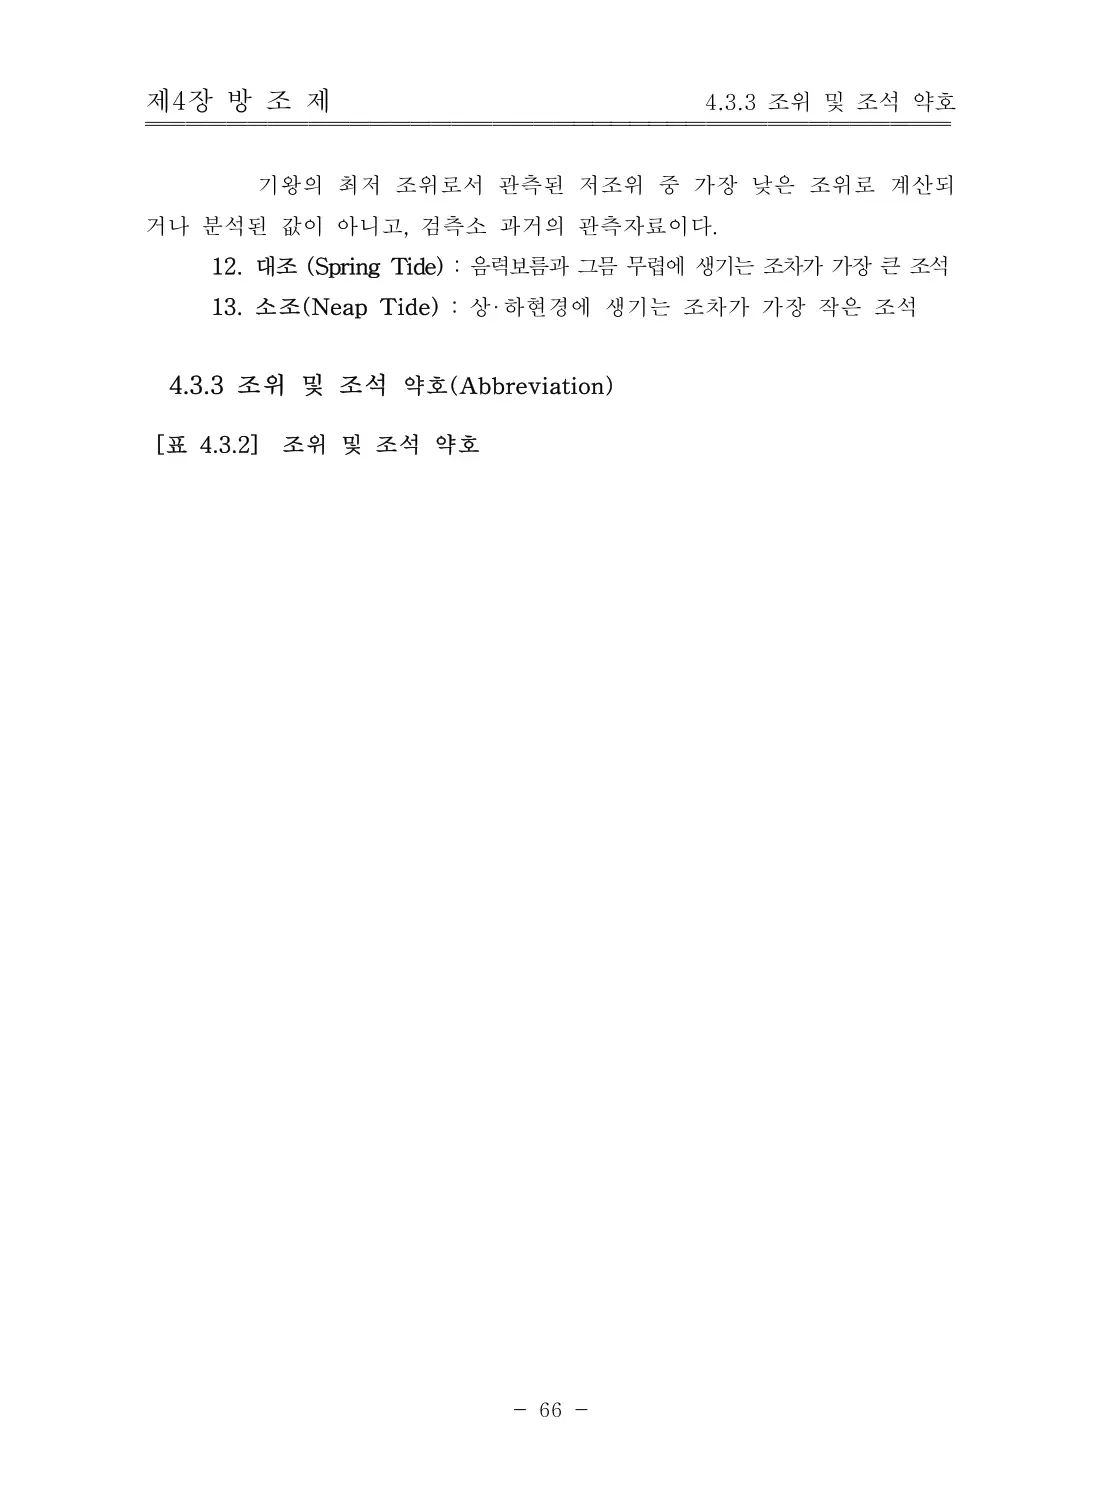 제4장 방 조 제
4.3.3 조위 및 조석 약호
기왕의 최저 조위로서 관측된 저조위 중 가장 낮은 조위로 계산되
거나 분석된 값이 아니고, 검측소 과거의 관측자료이다.
12. 대조 (Spring Tide) : 음력보름과 그믐 무렵에 생기는 조차가 가장 큰 조석
13. 소조(Neap Tide) : 상·하현경에 생기는 조차가 가장 작은 조석
4.3.3 조위 및 조석 약호(Abbreviation)
[표 4.3.2] 조위 및 조석 약호
- 66 -